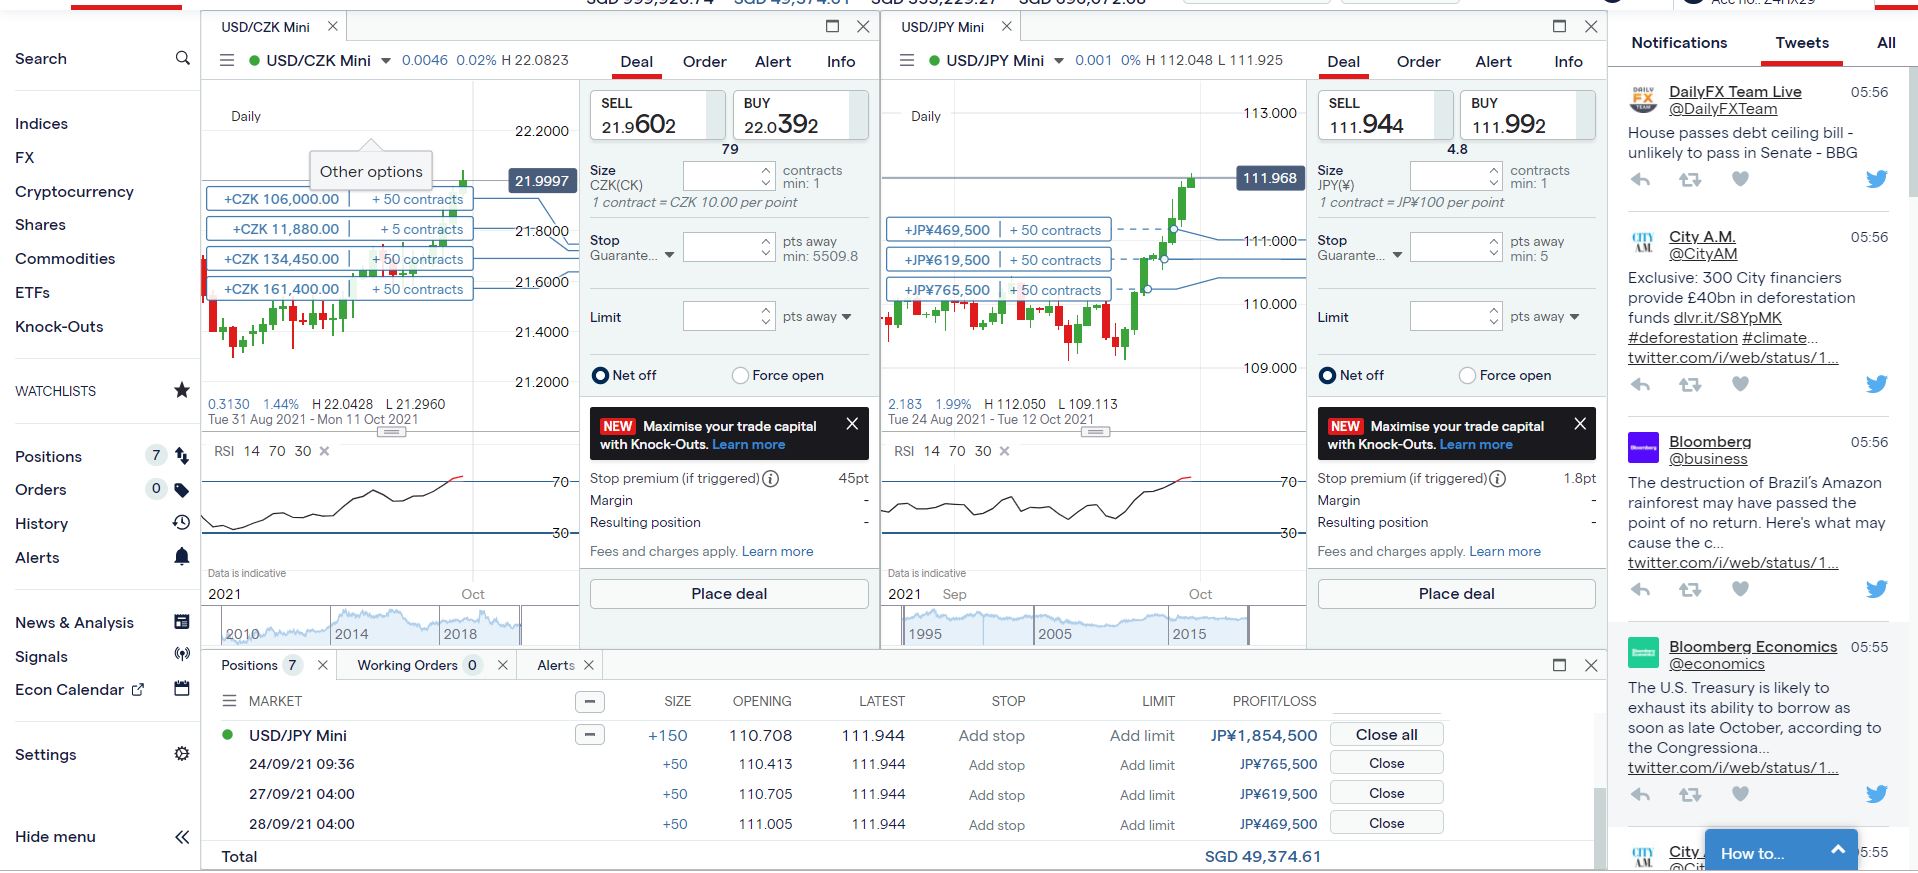 Search
Indices
FX
Cryptocurrency
Shares
Commodities
ETFs
Knock-Outs
WATCHLISTS
Positions 7
Orders 0
History
Alerts
News & Analysis
Signals
Econ Calendar
Settings
Hide menu
USD/CZK Mini
USD/CZK Mini 0.0046 0.02% H 22.0823
Deal Order Alert Info
Daily
Other options
22.2000
21.9997
21.8000
21.6000
21.4000
21.2000
+CZK 106,000.00 + 50 contracts
+CZK 11,880.00 + 5 contracts
+CZK 134,450.00 + 50 contracts
+CZK 161,400.00 + 50 contracts
0.3130 1.44% H 22.0428 L 21.2960
Tue 31 Aug 2021 - Mon 11 Oct 2021
RSI 14 70 30
70
30
Data is indicative
2021 Oct
2010 2014 2018
SELL
21.9602
BUY
22.0392
79
Size
CZK(CK)
contracts
min: 1
1 contract = CZK 10.00 per point
Stop
Guarante...
pts away
min: 5509.8
Limit
pts away
Net off Force open
NEW Maximise your trade capital
with Knock-Outs. Learn more
Stop premium (if triggered) 45pt
Margin -
Resulting position -
Fees and charges apply. Learn more
Place deal
USD/JPY Mini
USD/JPY Mini 0.001 0% H 112.048 L 111.925
Deal Order Alert Info
Daily
113.000
111.968
111.000
110.000
109.000
+JP¥469,500 + 50 contracts
+JP¥619,500 + 50 contracts
+JP¥765,500 + 50 contracts
2.183 1.99% H 112.050 L 109.113
Tue 24 Aug 2021 - Tue 12 Oct 2021
RSI 14 70 30
70
30
Data is indicative
2021 Sep Oct
1995 2005 2015
SELL
111.944
BUY
111.992
4.8
Size
JPY(¥)
contracts
min: 1
1 contract = JP¥100 per point
Stop
Guarante...
pts away
min: 5
Limit
pts away
Net off Force open
NEW Maximise your trade capital
with Knock-Outs. Learn more
Stop premium (if triggered) 1.8pt
Margin -
Resulting position -
Fees and charges apply. Learn more
Place deal
Positions 7 Working Orders 0 Alerts
MARKET SIZE OPENING LATEST STOP LIMIT PROFIT/LOSS
USD/JPY Mini +150 110.708 111.944 Add stop Add limit JP¥1,854,500 Close all
24/09/21 09:36 +50 110.413 111.944 Add stop Add limit JP¥765,500 Close
27/09/21 04:00 +50 110.705 111.944 Add stop Add limit JP¥619,500 Close
28/09/21 04:00 +50 111.005 111.944 Add stop Add limit JP¥469,500 Close
Total SGD 49,374.61
Notifications Tweets All
DAILY FX TEAM
DailyFX Team Live 05:56
@DailyFXTeam
House passes debt ceiling bill -
unlikely to pass in Senate - BBG
CITY A.M.
City A.M. 05:56
@CityAM
Exclusive: 300 City financiers
provide £40bn in deforestation
funds dlvr.it/S8YpMK
#deforestation #climate...
twitter.com/i/web/status/1...
Bloomberg 05:56
@business
The destruction of Brazil's Amazon
rainforest may have passed the
point of no return. Here's what may
cause the c...
twitter.com/i/web/status/1...
Bloomberg Economics 05:55
@economics
The U.S. Treasury is likely to
exhaust its ability to borrow as
soon as late October, according to
the Congressiona...
twitter.com/i/web/status/1...
CITY A.M.
City
How to...